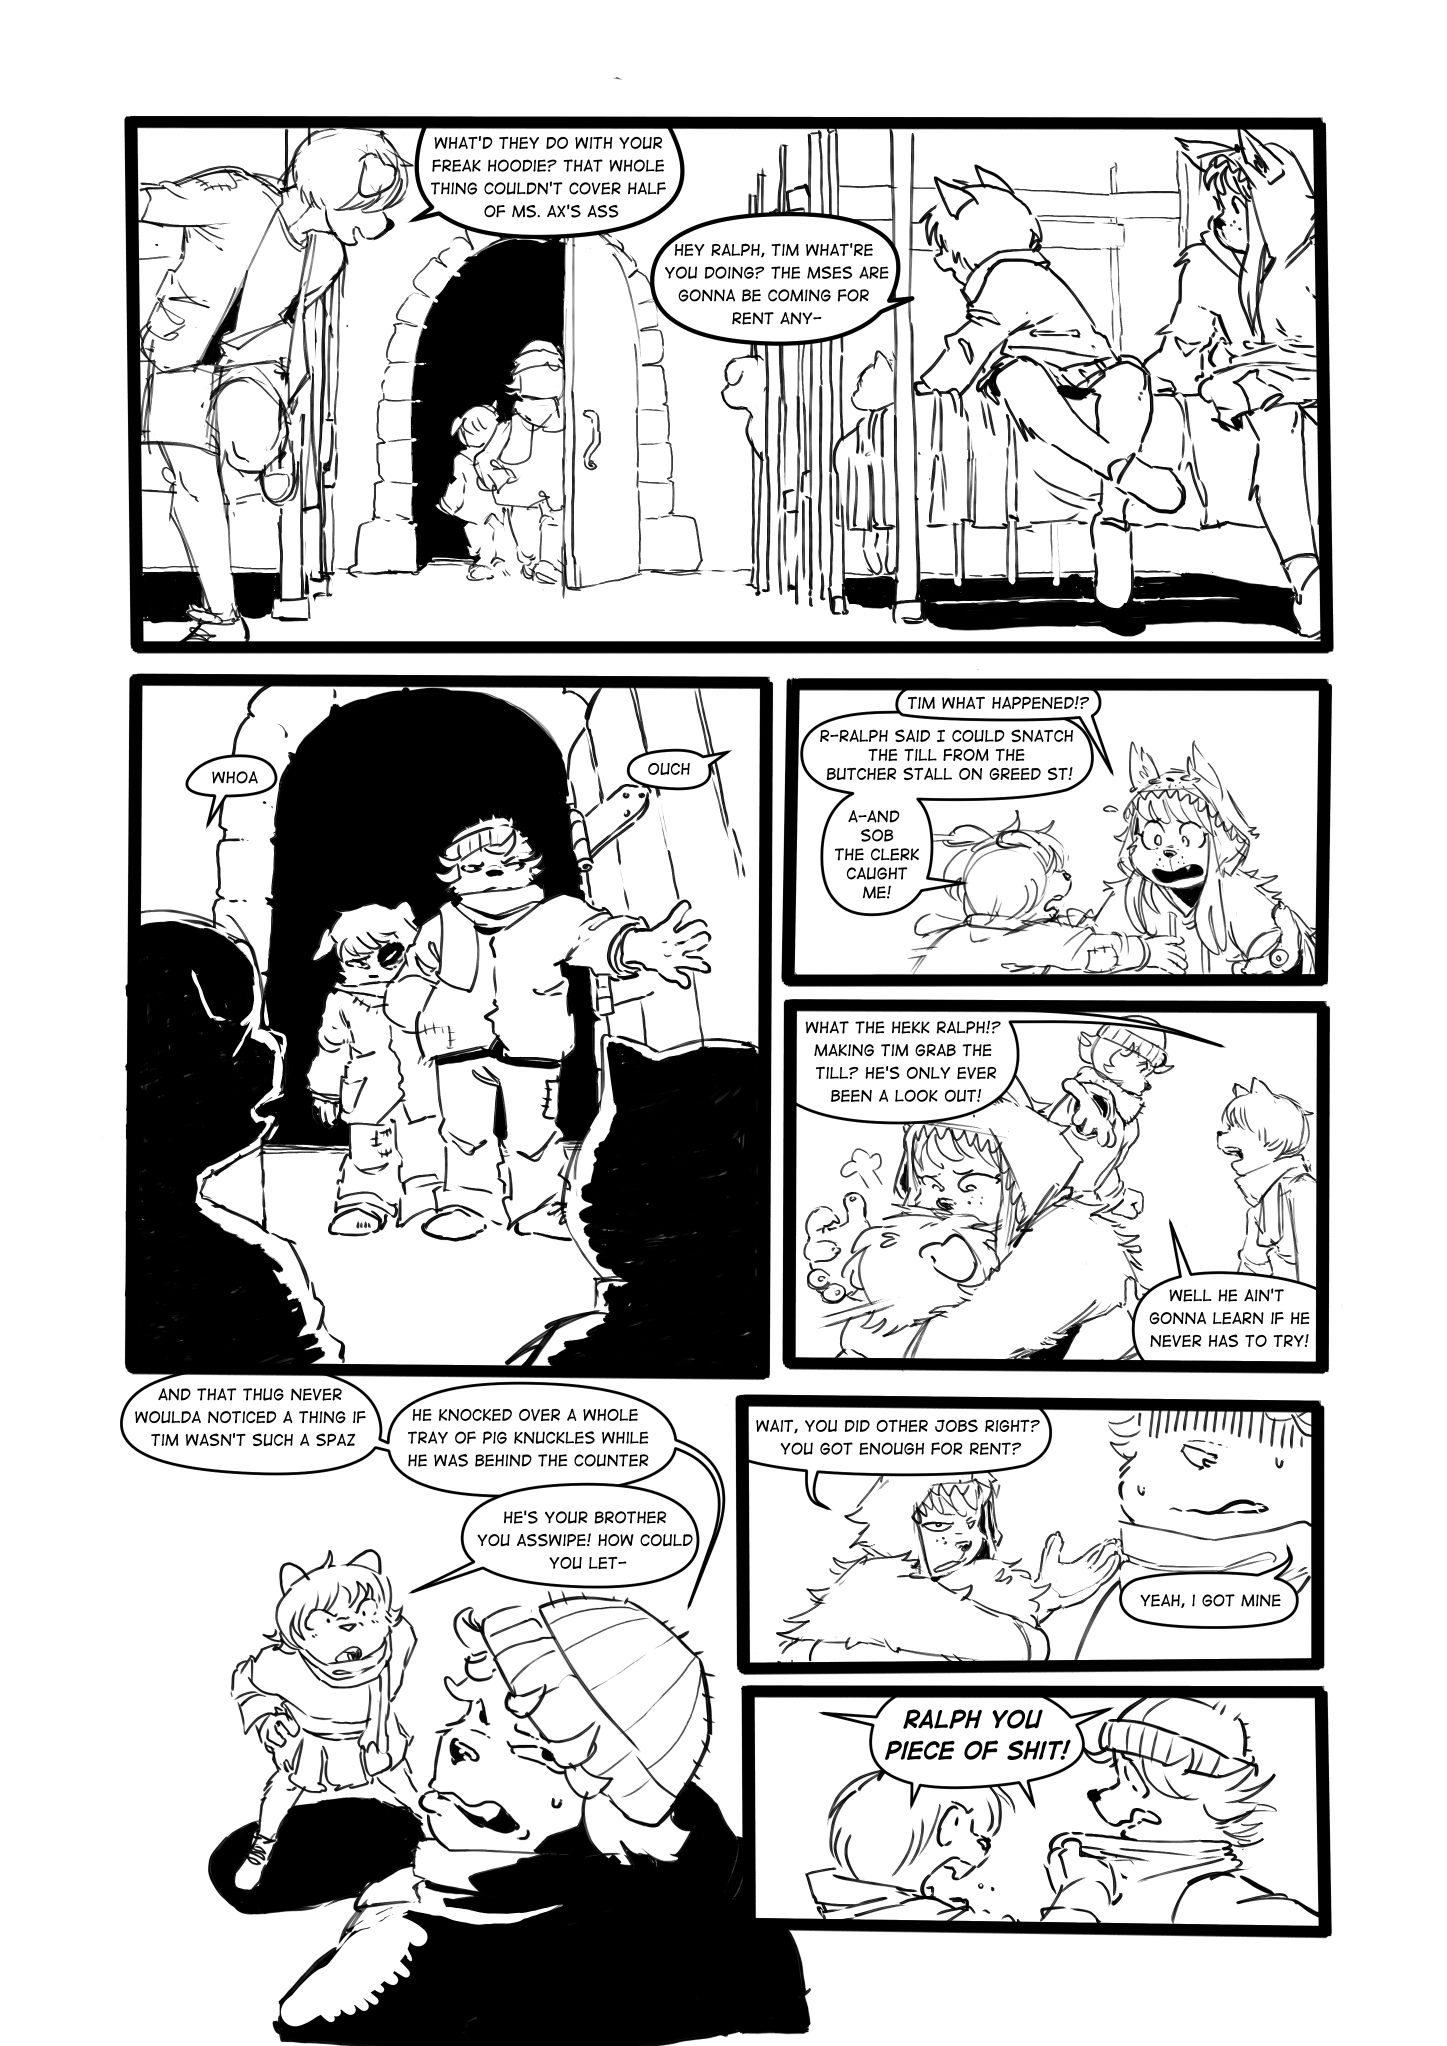 WHAT'D THEY DO WITH YOUR
FREAK HOODIE? THAT WHOLE
THING COULDN'T COVER HALF
OF MS. AX'S ASS
HEY RALPH, TIM WHAT'RE
YOU DOING? THE MSES ARE
GONNA BE COMING FOR
RENT ANY-
WHOA
OUCH
TIM WHAT HAPPENED!?
R-RALPH SAID I COULD SNATCH
THE TILL FROM THE
BUTCHER STALL ON GREED ST!
A-AND
SOB
THE CLERK
CAUGHT
ME!
WHAT THE HEKK RALPH!?
MAKING TIM GRAB THE
TILL? HE'S ONLY EVER
BEEN A LOOK OUT!
WELL HE AIN'T
GONNA LEARN IF HE
NEVER HAS TO TRY!
AND THAT THUG NEVER
WOULDA NOTICED A THING IF
TIM WASN'T SUCH A SPAZ
HE KNOCKED OVER A WHOLE
TRAY OF PIG KNUCKLES WHILE
HE WAS BEHIND THE COUNTER
HE'S YOUR BROTHER
YOU ASSWIPE! HOW COULD
YOU LET-
WAIT, YOU DID OTHER JOBS RIGHT?
YOU GOT ENOUGH FOR RENT?
YEAH, I GOT MINE
RALPH YOU
PIECE OF SHIT!